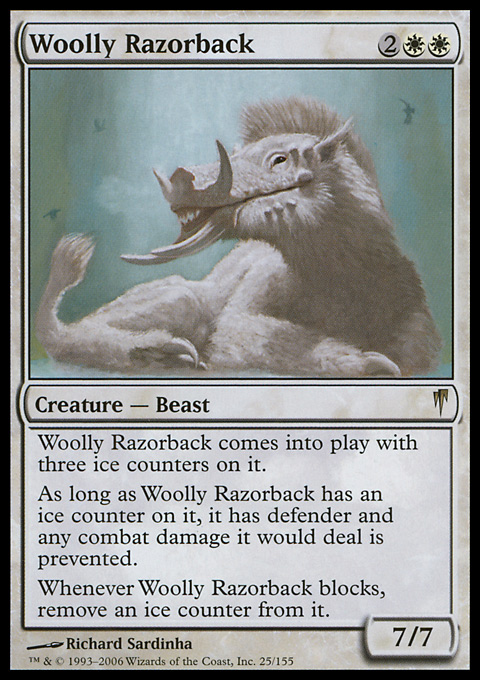 Woolly Razorback 2
Creature — Beast
Woolly Razorback comes into play with
three ice counters on it.
As long as Woolly Razorback has an
ice counter on it, it has defender and
any combat damage it would deal is
prevented.
Whenever Woolly Razorback blocks,
remove an ice counter from it.
7/7
Richard Sardinha
™ & © 1993–2006 Wizards of the Coast, Inc. 25/155